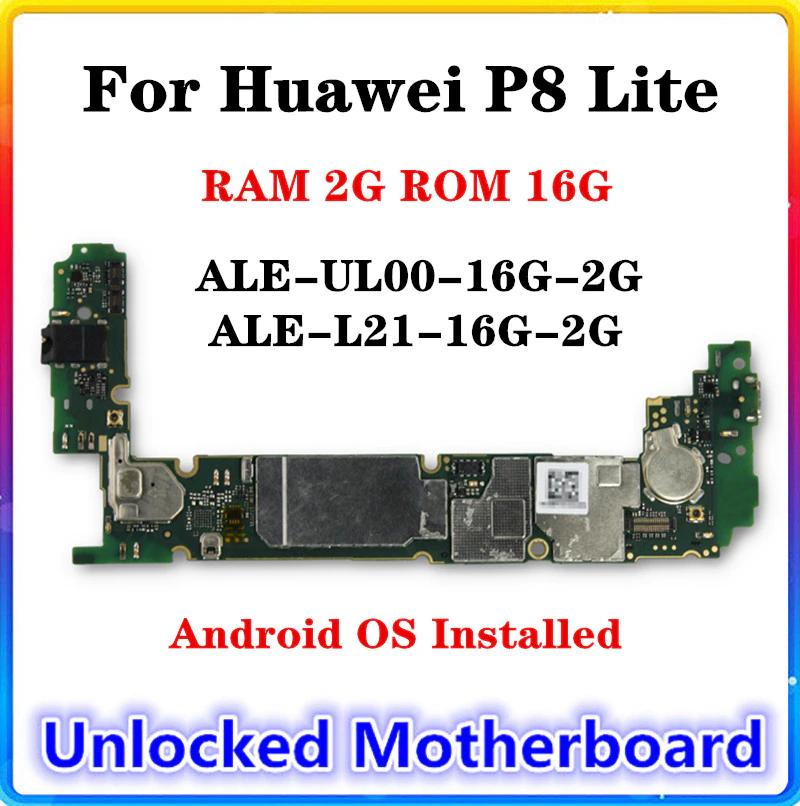 For Huawei P8 Lite
RAM 2G ROM 16G
ALE-UL00-16G-2G
ALE-L21-16G-2G
Android OS Installed
Unlocked Motherboard